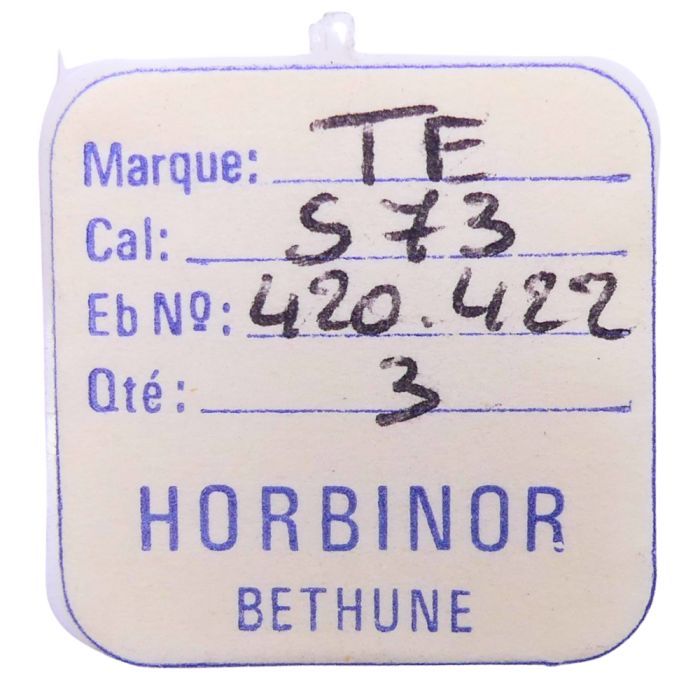 Marque: TE
Cal: S73
Eb Nº: 420.422
Qté: 3
HORBINOR
BETHUNE